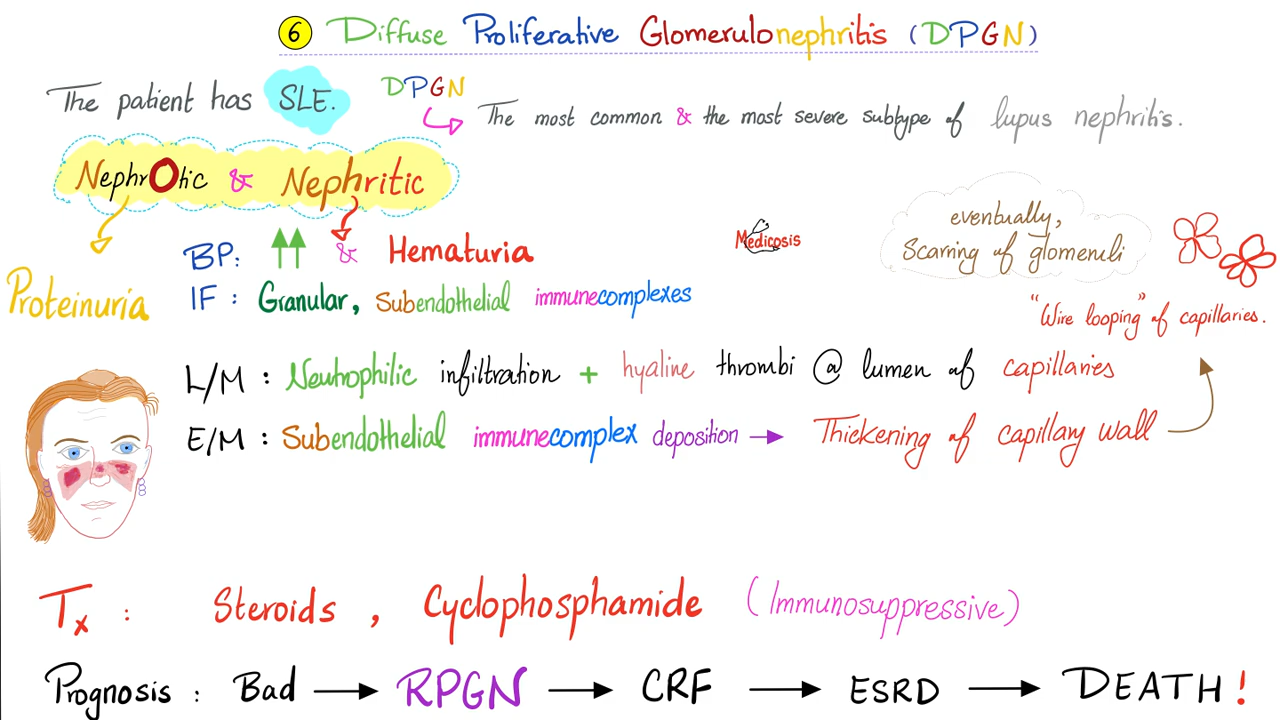 6 Diffuse Proliferative Glomerulonephritis (DPGN)
The patient has SLE.
DPGN
The most common & the most severe subtype of lupus nephritis.
NephrOtic & Nephritic
Proteinuria
BP: & Hematuria
IF: Granular, Subendothelial immunecomplexes
Medicosis
eventually,
Scarring of glomeruli
"Wire looping" of capillaries.
L/M: Neutrophilic infiltration + hyaline thrombi @ lumen of capillaries
E/M: Subendothelial immunecomplex deposition → Thickening of capillary wall
Tx: Steroids, Cyclophosphamide (Immunosuppressive)
Prognosis: Bad → RPGN → CRF → ESRD → DEATH!